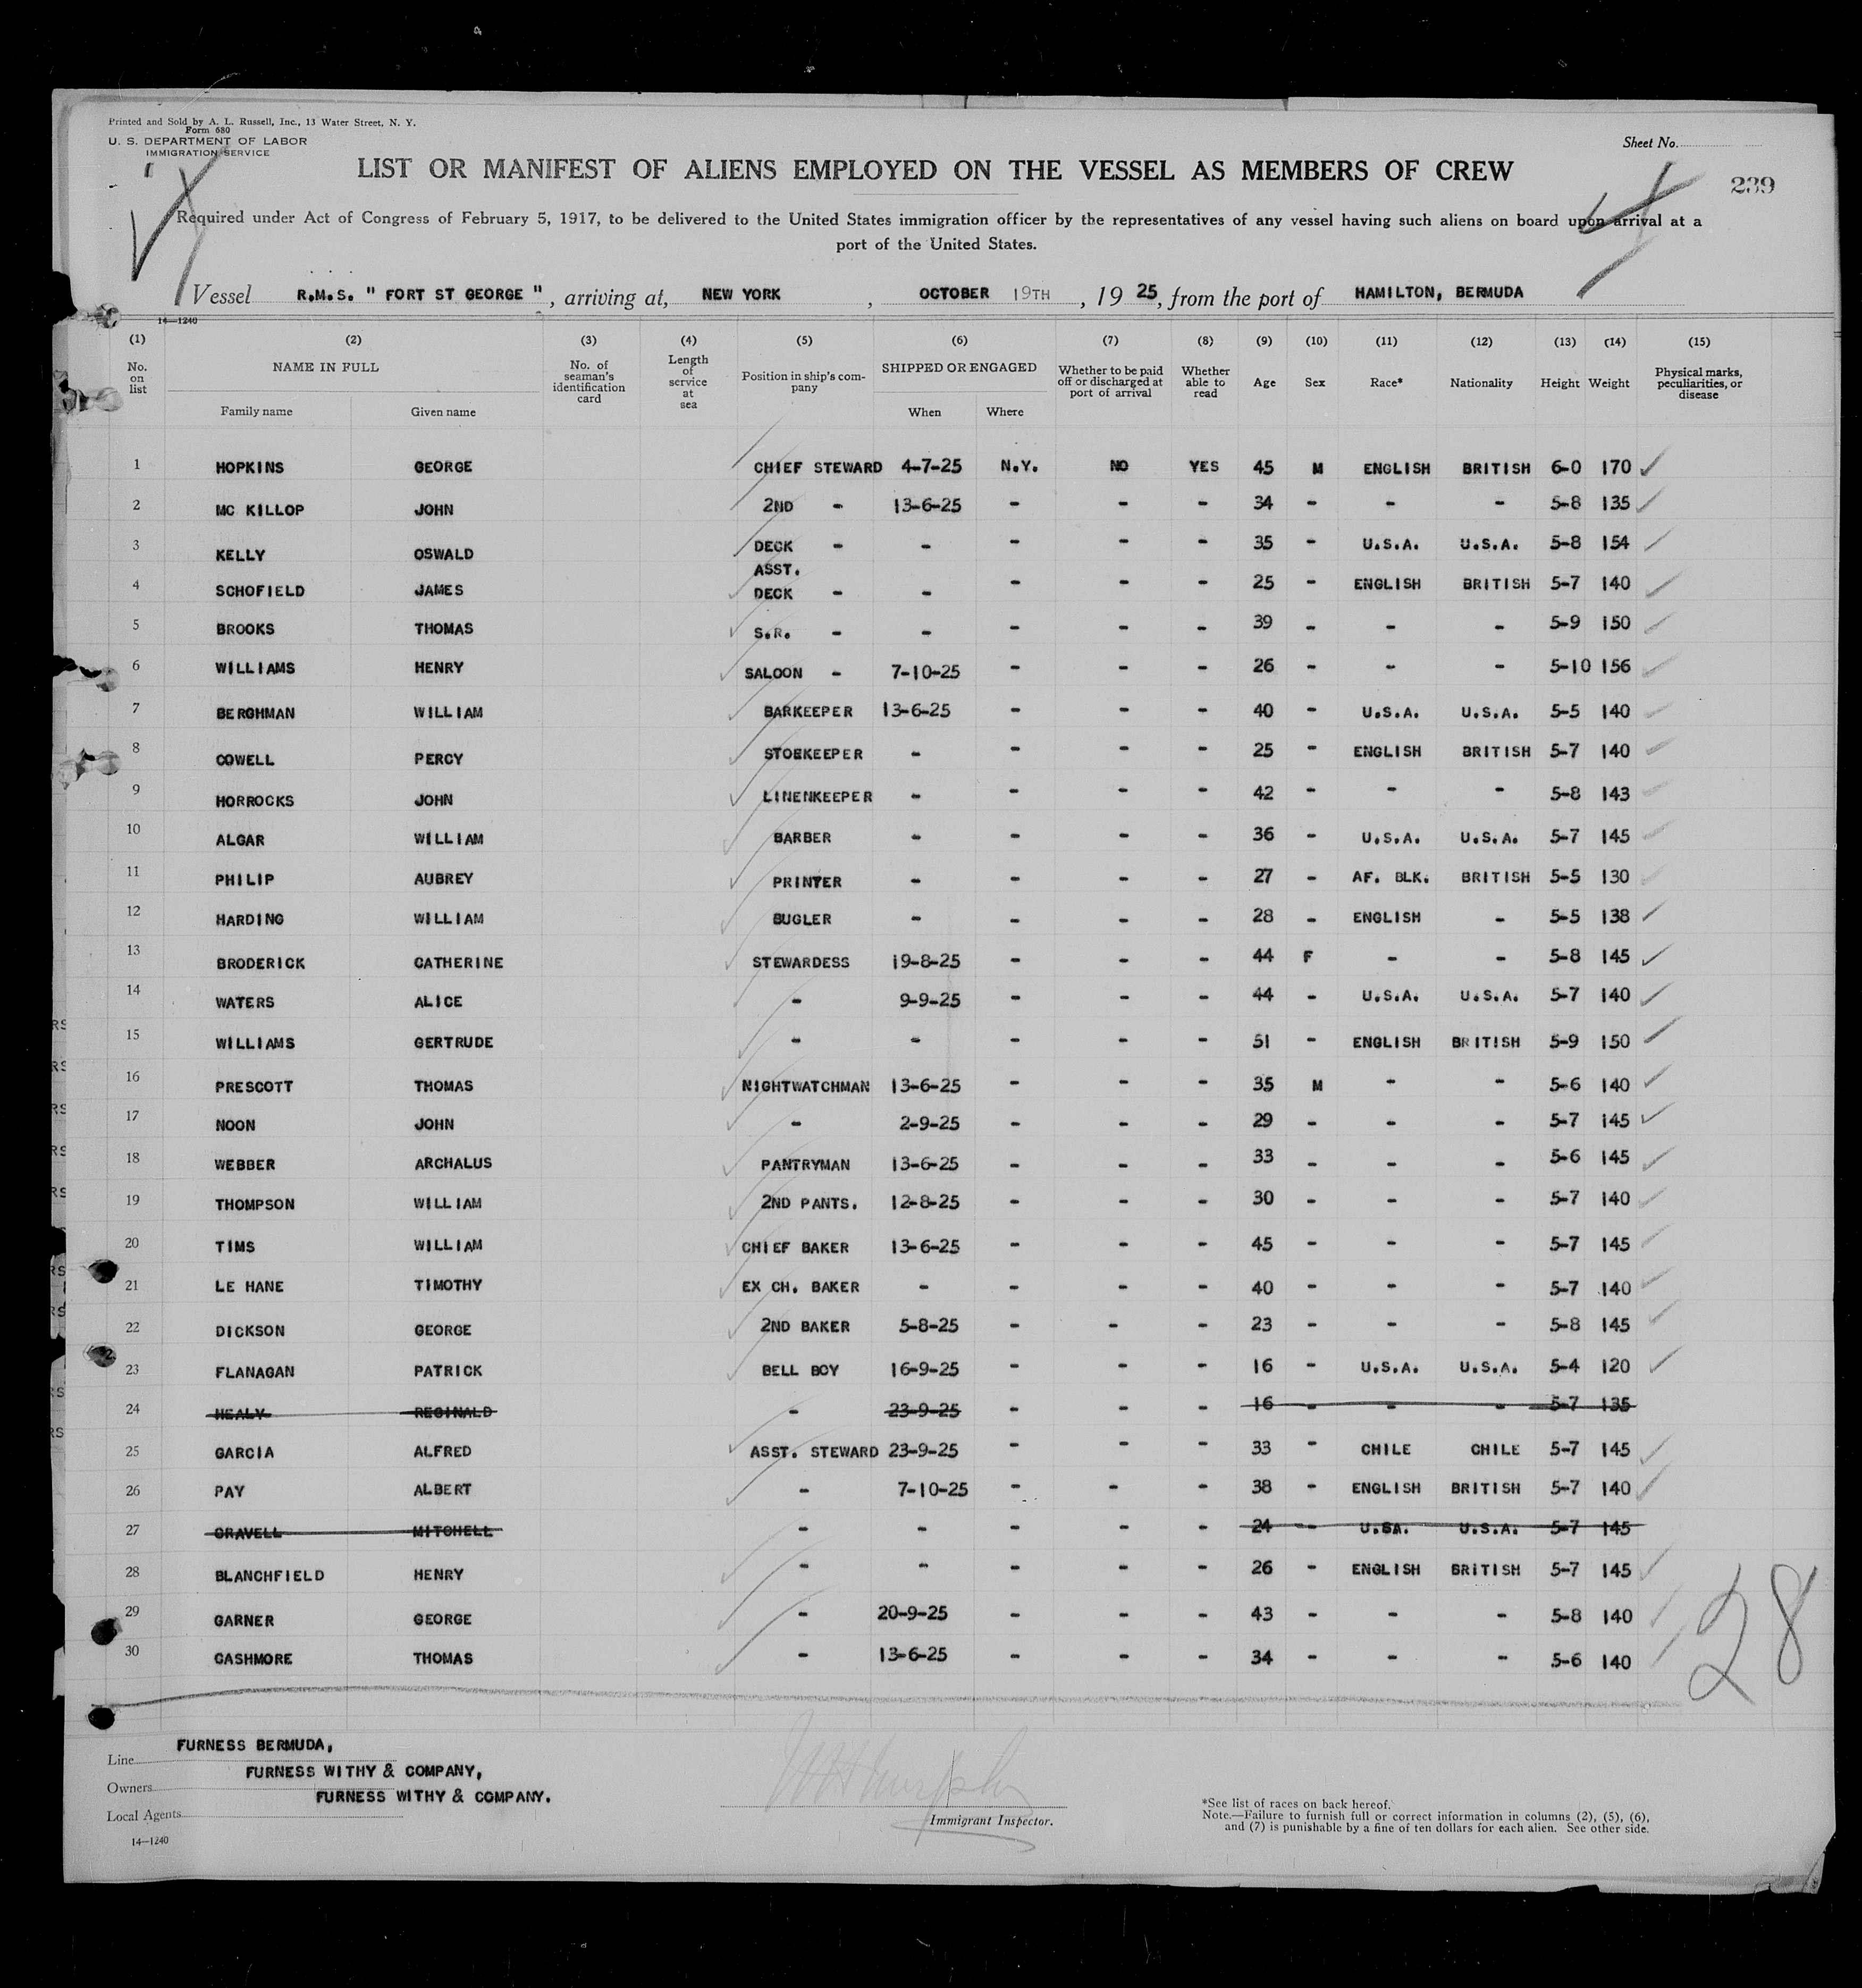 Printed and Sold by A. L. Russell, Inc., 13 Water Street, N. Y.
Form 680
U. S. DEPARTMENT OF LABOR
IMMIGRATION SERVICE
Sheet No.
LIST OR MANIFEST OF ALIENS EMPLOYED ON THE VESSEL AS MEMBERS OF CREW
239
Required under Act of Congress of February 5, 1917, to be delivered to the United States immigration officer by the representatives of any vessel having such aliens on board upon arrival at a
port of the United States.
Vessel R.M.S. " FORT ST GEORGE ", arriving at, NEW YORK, OCTOBER 19TH, 19 25, from the port of HAMILTON, BERMUDA
14—1240
(1) (2) (3) (4) (5) (6) (7) (8) (9) (10) (11) (12) (13) (14) (15)
No. on list NAME IN FULL Family name Given name No. of seaman's identification card Length of service at sea Position in ship's company SHIPPED OR ENGAGED When Where Whether to be paid off or discharged at port of arrival Whether able to read Age Sex Race* Nationality Height Weight Physical marks, peculiarities, or disease
1 HOPKINS GEORGE CHIEF STEWARD 4-7-25 N.Y. NO YES 45 M ENGLISH BRITISH 6-0 170
2 MC KILLOP JOHN 2ND - 13-6-25 - - - 34 - - - 5-8 135
3 KELLY OSWALD DECK - - - - - 35 - U.S.A. U.S.A. 5-8 154
4 SCHOFIELD JAMES ASST. DECK - - - - - 25 - ENGLISH BRITISH 5-7 140
5 BROOKS THOMAS S.R. - - - - - 39 - - - 5-9 150
6 WILLIAMS HENRY SALOON - 7-10-25 - - - 26 - - - 5-10 156
7 BERGHMAN WILLIAM BARKEEPER 13-6-25 - - - 40 - U.S.A. U.S.A. 5-5 140
8 COWELL PERCY STOEKEEPER - - - - 25 - ENGLISH BRITISH 5-7 140
9 HORROCKS JOHN LINENKEEPER - - - - 42 - - - 5-8 143
10 ALGAR WILLIAM BARBER - - - - 36 - U.S.A. U.S.A. 5-7 145
11 PHILIP AUBREY PRINTER - - - - 27 - AF. BLK. BRITISH 5-5 130
12 HARDING WILLIAM BUGLER - - - - 28 - ENGLISH - 5-5 138
13 BRODERICK CATHERINE STEWARDESS 19-8-25 - - - 44 F - - 5-8 145
14 WATERS ALICE - 9-9-25 - - - 44 - U.S.A. U.S.A. 5-7 140
15 WILLIAMS GERTRUDE - - - - - 51 - ENGLISH BRITISH 5-9 150
16 PRESCOTT THOMAS NIGHTWATCHMAN 13-6-25 - - - 35 M - - 5-6 140
17 NOON JOHN - 2-9-25 - - - 29 - - - 5-7 145
18 WEBBER ARCHALUS PANTRYMAN 13-6-25 - - - 33 - - - 5-6 145
19 THOMPSON WILLIAM 2ND PANTS. 12-8-25 - - - 30 - - - 5-7 140
20 TIMS WILLIAM CHIEF BAKER 13-6-25 - - - 45 - - - 5-7 145
21 LE HANE TIMOTHY EX CH. BAKER - - - - 40 - - - 5-7 140
22 DICKSON GEORGE 2ND BAKER 5-8-25 - - - 23 - - - 5-8 145
23 FLANAGAN PATRICK BELL BOY 16-9-25 - - - 16 - U.S.A. U.S.A. 5-4 120
24 HEALY REGINALD - 23-9-25 - - - 16 - - - 5-7 135
25 GARCIA ALFRED ASST. STEWARD 23-9-25 - - - 33 - CHILE CHILE 5-7 145
26 PAY ALBERT - 7-10-25 - - - 38 - ENGLISH BRITISH 5-7 140
27 GRAVELL MITCHELL - - - - - 24 - U.SA. U.S.A. 5-7 145
28 BLANCHFIELD HENRY - - - - - 26 - ENGLISH BRITISH 5-7 145
29 GARNER GEORGE - 20-9-25 - - - 43 - - - 5-8 140
30 CASHMORE THOMAS - 13-6-25 - - - 34 - - - 5-6 140
28
Line FURNESS BERMUDA,
Owners FURNESS WITHY & COMPANY,
Local Agents FURNESS WITHY & COMPANY.
14—1240
Immigrant Inspector.
*See list of races on back hereof.
Note.—Failure to furnish full or correct information in columns (2), (5), (6),
and (7) is punishable by a fine of ten dollars for each alien. See other side.